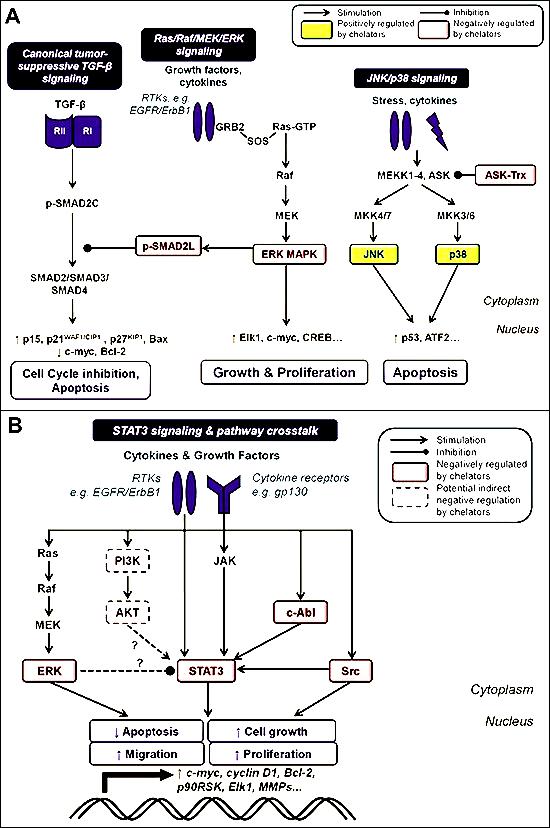 A
Stimulation
Inhibition
Positively regulated
by chelators
Negatively regulated
by chelators
Canonical tumor-
suppressive TGF-β
signaling
TGF-β
RII
RI
p-SMAD2C
p-SMAD2L
SMAD2/SMAD3/
SMAD4
↑ p15, p21WAF1/CIP1, p27KIP1, Bax
↓ c-myc, Bcl-2
Cell Cycle inhibition,
Apoptosis
Ras/Raf/MEK/ERK
signaling
Growth factors,
cytokines
RTKs, e.g.
EGFR/ErbB1
GRB2
SOS
Ras-GTP
Raf
MEK
ERK MAPK
↑ Elk1, c-myc, CREB...
Growth & Proliferation
JNK/p38 signaling
Stress, cytokines
MEKK1-4, ASK
ASK-Trx
MKK4/7
MKK3/6
JNK
p38
Cytoplasm
Nucleus
↑ p53, ATF2...
Apoptosis
B
STAT3 signaling & pathway crosstalk
Cytokines & Growth Factors
RTKs
e.g. EGFR/ErbB1
Cytokine receptors
e.g. gp130
Stimulation
Inhibition
Negatively regulated
by chelators
Potential indirect
negative regulation
by chelators
Ras
Raf
MEK
ERK
PI3K
AKT
?
?
JAK
STAT3
c-Abl
Src
Cytoplasm
Nucleus
↓ Apoptosis
↑ Cell growth
↑ Migration
↑ Proliferation
↑ c-myc, cyclin D1, Bcl-2,
p90RSK, Elk1, MMPs...